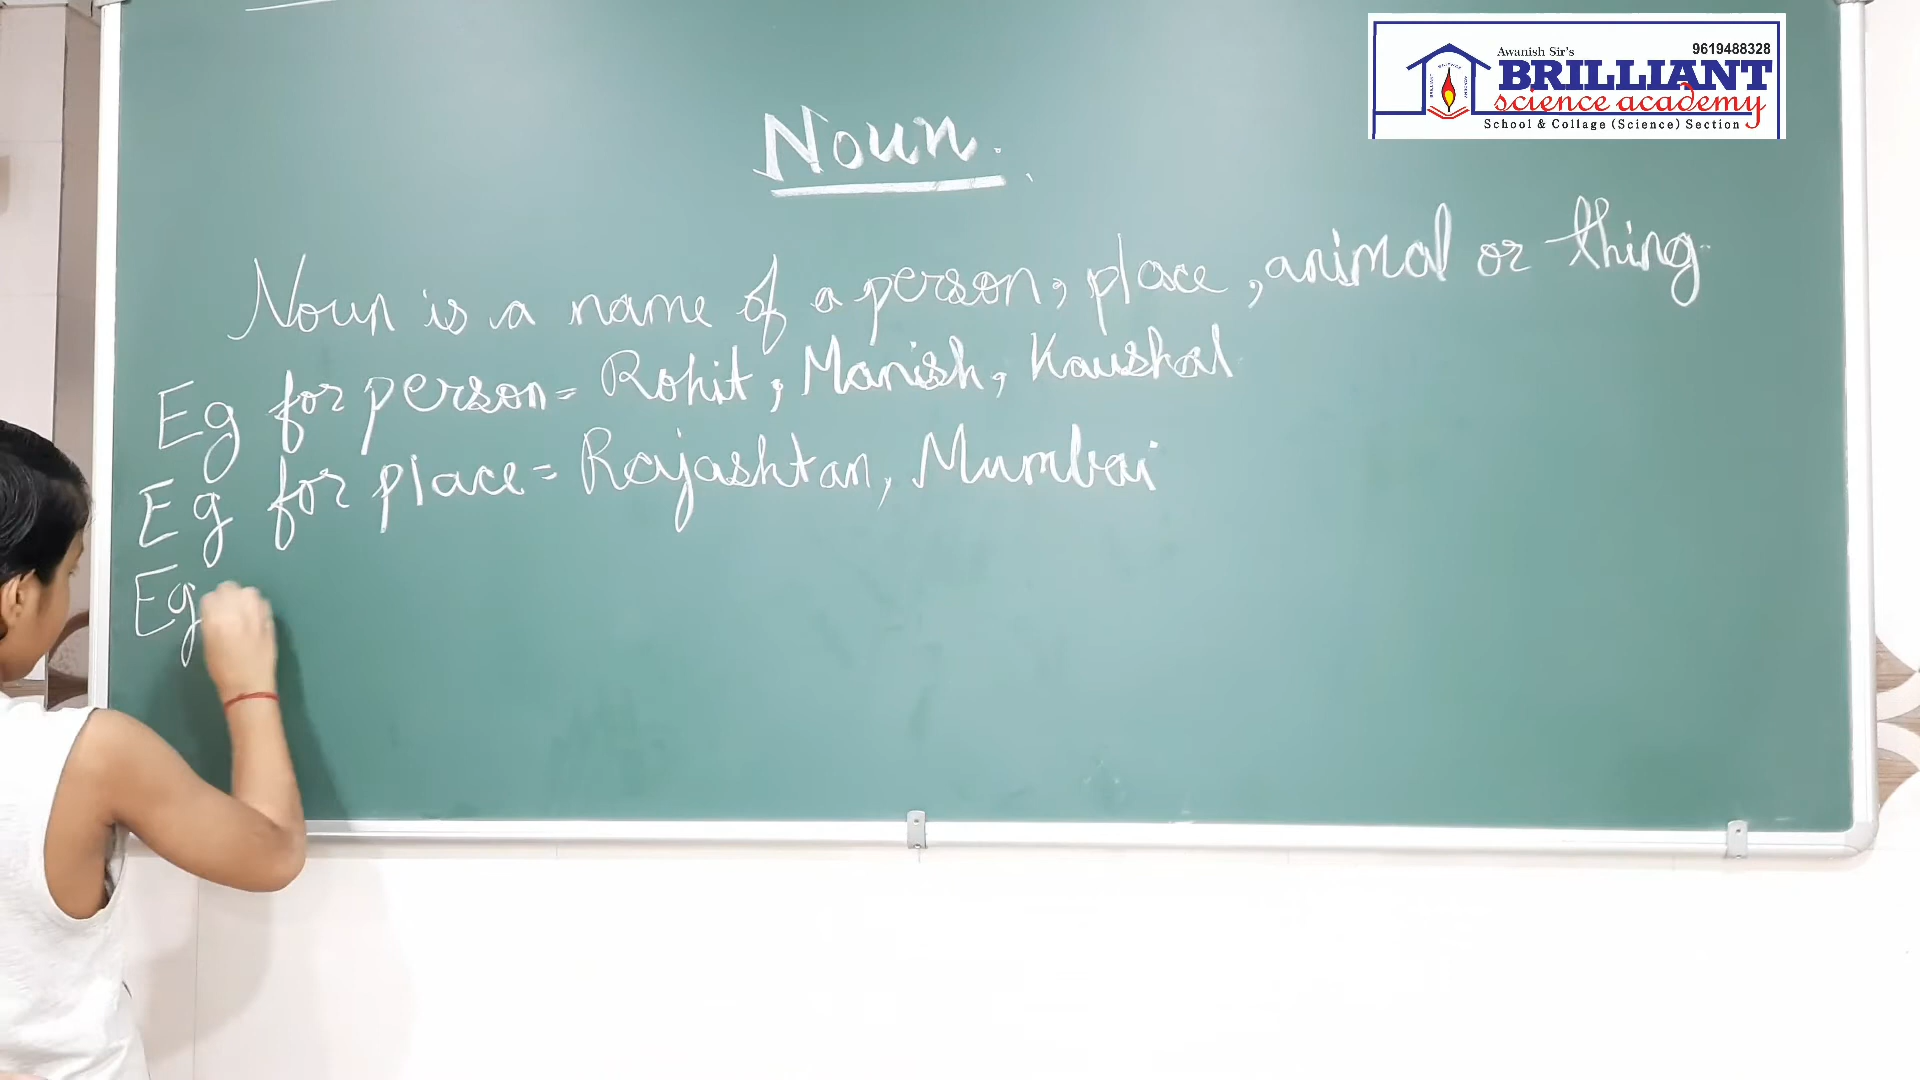 Awanish Sir's 9619488328
BRILLIANT
science academy
School & Collage (Science) Section
Noun.
Noun is a name of a person, place, animal or thing
Eg for person = Rohit, Manish, Kaushal
Eg for place = Rajashtan, Mumbai
Eg